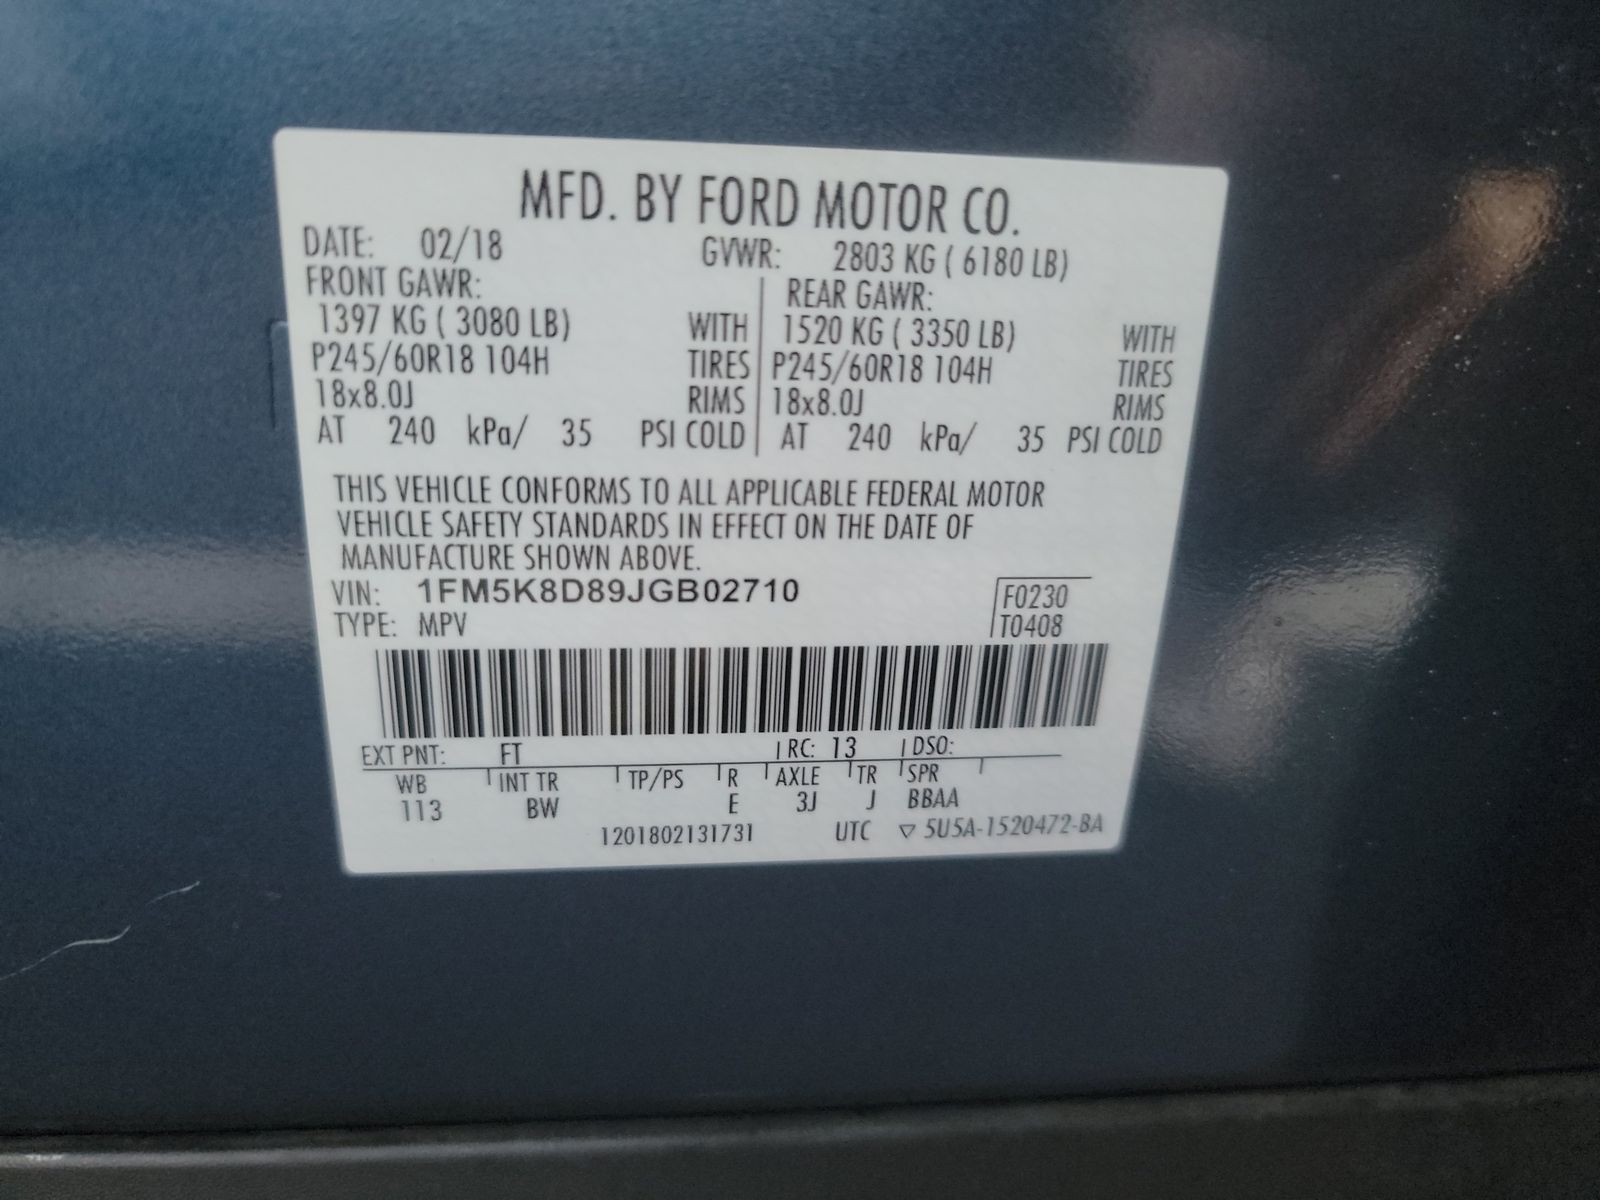 MFD. BY FORD MOTOR CO.
DATE: 02/18 GVWR: 2803 KG ( 6180 LB)
FRONT GAWR: REAR GAWR:
1397 KG ( 3080 LB) WITH 1520 KG ( 3350 LB) WITH
P245/60R18 104H TIRES P245/60R18 104H TIRES
18x8.0J RIMS 18x8.0J RIMS
AT 240 kPa/ 35 PSI COLD AT 240 kPa/ 35 PSI COLD
THIS VEHICLE CONFORMS TO ALL APPLICABLE FEDERAL MOTOR
VEHICLE SAFETY STANDARDS IN EFFECT ON THE DATE OF
MANUFACTURE SHOWN ABOVE.
VIN: 1FM5K8D89JGB02710 F0230
TYPE: MPV T0408
EXT PNT: FT RC: 13 DSO:
WB INT TR TP/PS R AXLE TR SPR
113 BW E 3J J BBAA
1201802131731 UTC ▽ 5U5A-1520472-BA